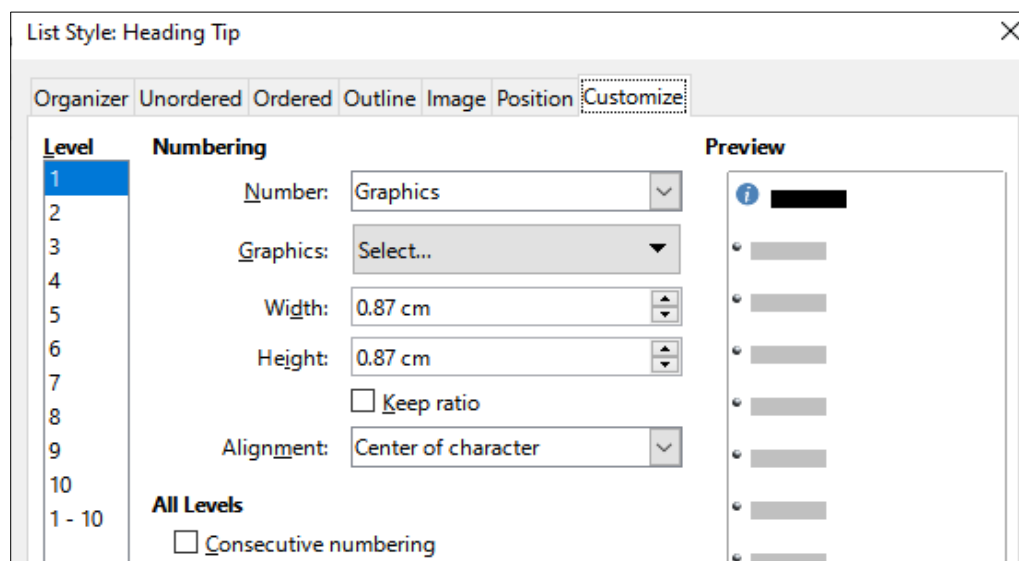 List Style: Heading Tip
Organizer Unordered Ordered Outline Image Position Customize
Level
1
2
3
4
5
6
7
8
9
10
1 - 10
Numbering
Number: Graphics
Graphics: Select...
Width: 0.87 cm
Height: 0.87 cm
Keep ratio
Alignment: Center of character
All Levels
Consecutive numbering
Preview
i